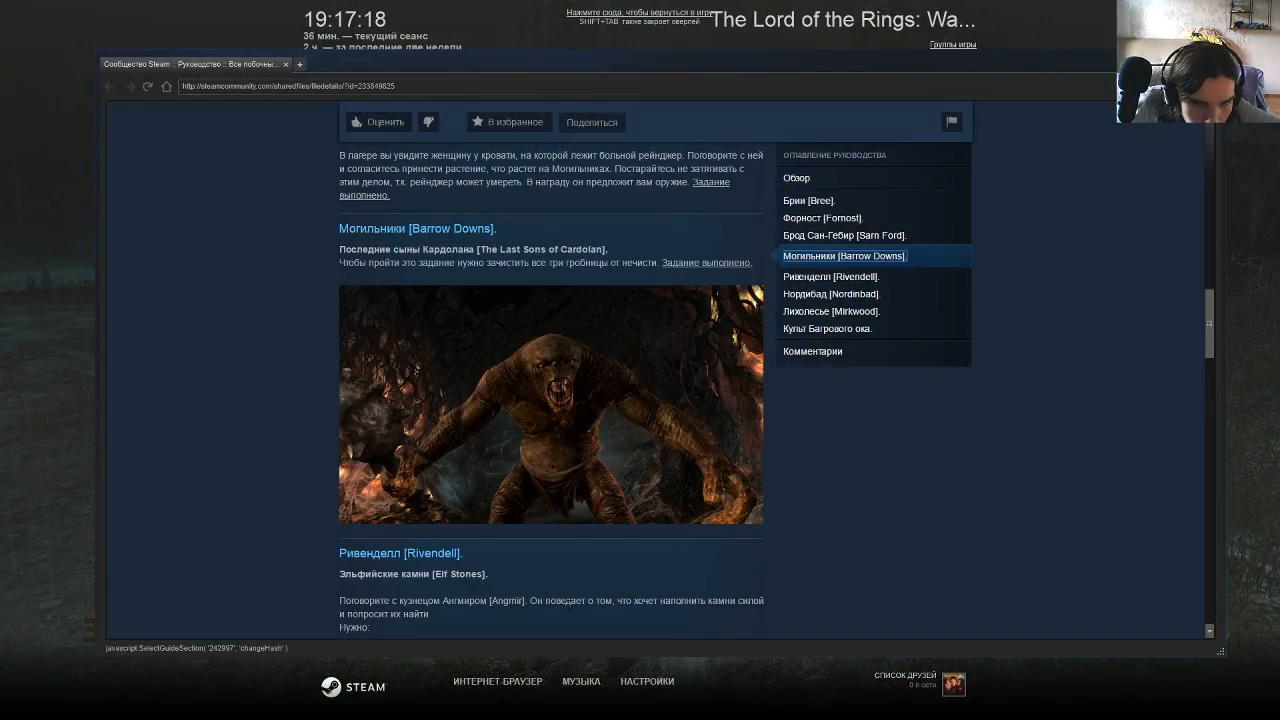 19:17:18
36 мин. — текущий сеанс
2 ч. — за последние две недели
Нажмите сюда, чтобы вернуться в игру
SHIFT+TAB также закроет оверлей
The Lord of the Rings: Wa...
Группы игры
Сообщество Steam :: Руководство :: Все побочны...
http://steamcommunity.com/sharedfiles/filedetails/?id=233849825
Оценить
В избранное
Поделиться
В лагере вы увидите женщину у кровати, на которой лежит больной рейнджер. Поговорите с ней
и согласитесь принести растение, что растет на Могильниках. Постарайтесь не затягивать с
этим делом, т.к. рейнджер может умереть. В награду он предложит вам оружие. Задание
выполнено.
Могильники [Barrow Downs].
Последние сыны Кардолана [The Last Sons of Cardolan].
Чтобы пройти это задание нужно зачистить все три гробницы от нечисти. Задание выполнено.
Ривенделл [Rivendell].
Эльфийские камни [Elf Stones].
Поговорите с кузнецом Ангмиром [Angmir]. Он поведает о том, что хочет наполнить камни силой
и попросит их найти.
Нужно:
ОГЛАВЛЕНИЕ РУКОВОДСТВА
Обзор
Брии [Bree].
Форност [Fornost].
Брод Сан-Гебир [Sarn Ford].
Могильники [Barrow Downs].
Ривенделл [Rivendell].
Нордибад [Nordinbad].
Лихолесье [Mirkwood].
Культ Багрового ока.
Комментарии
javascript:SelectGuideSection( '242997', 'changeHash' )
STEAM
ИНТЕРНЕТ-БРАУЗЕР
МУЗЫКА
НАСТРОЙКИ
СПИСОК ДРУЗЕЙ
0 в сети